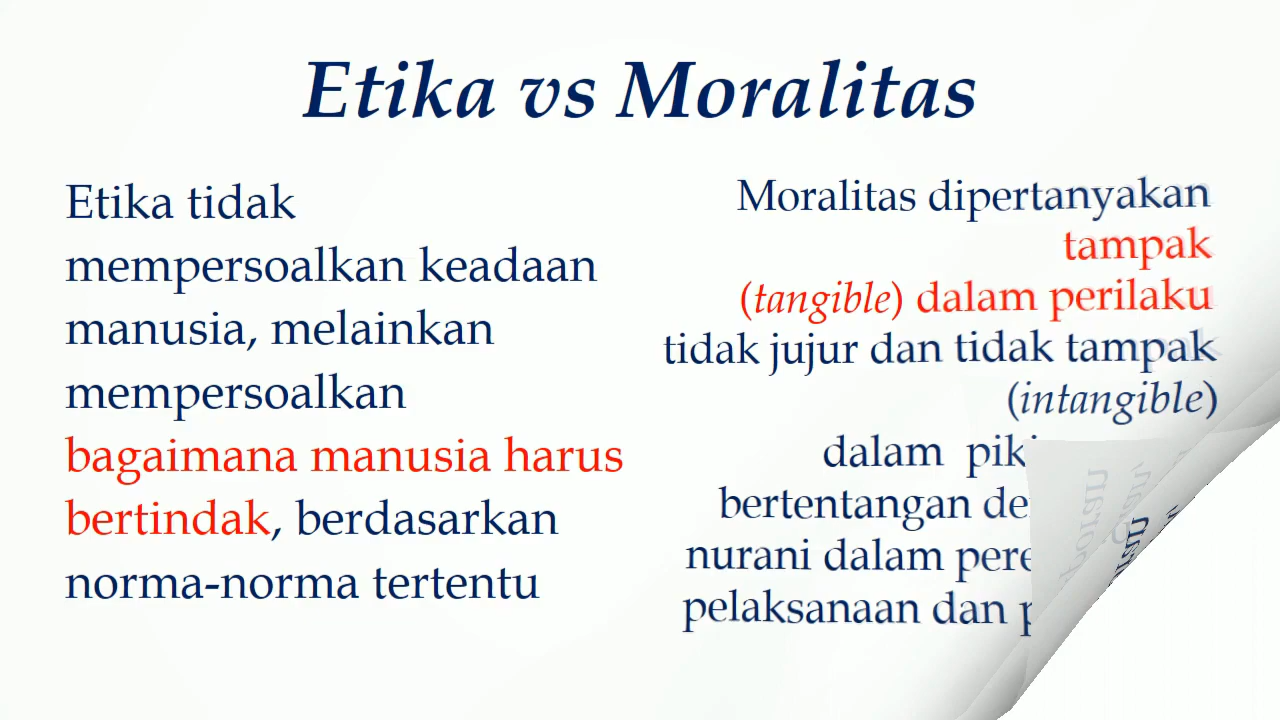 Etika vs Moralitas
Etika tidak
mempersoalkan keadaan
manusia, melainkan
mempersoalkan
bagaimana manusia harus
bertindak, berdasarkan
norma-norma tertentu
Moralitas dipertanyakan
tampak
(tangible) dalam perilaku
tidak jujur dan tidak tampak
(intangible)
dalam
bertentangan
nurani dalam
pelaksanaan dan